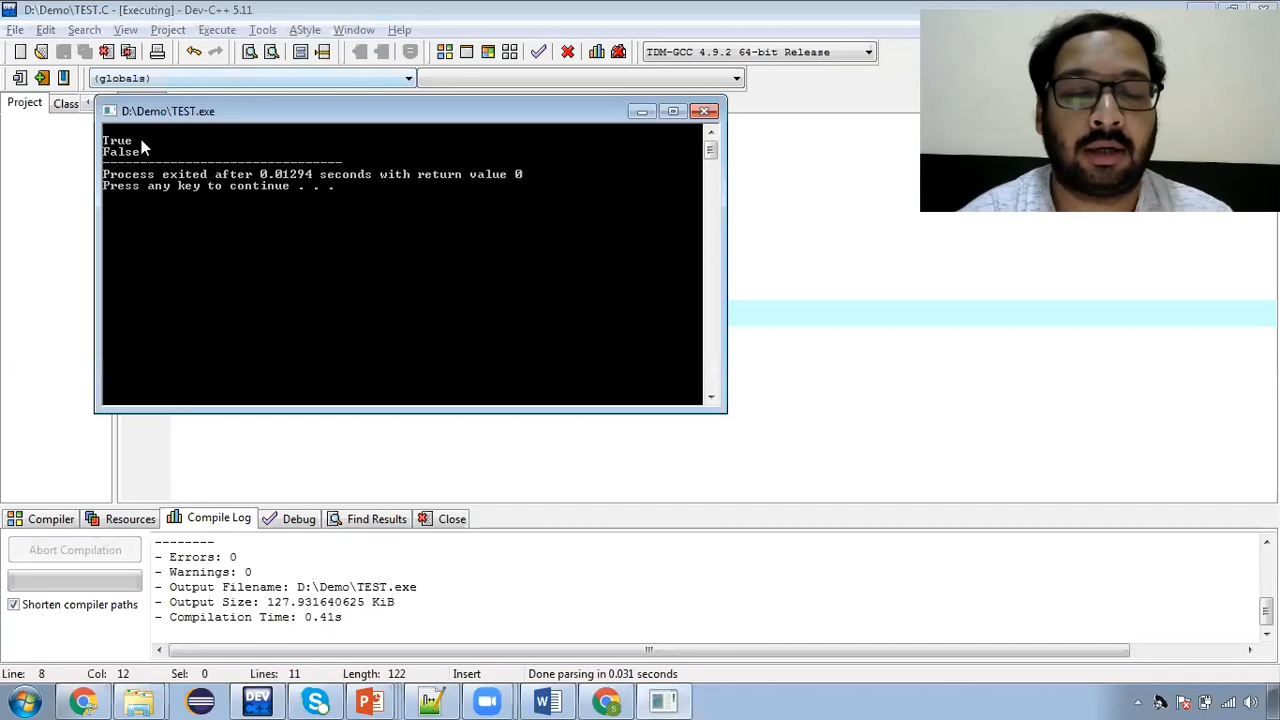 D:\Demo\TEST.C - [Executing] - Dev-C++ 5.11
File Edit Search View Project Execute Tools AStyle Window Help
TDM-GCC 4.9.2 64-bit Release
(globals)
Project Class
D:\Demo\TEST.exe
True
False
--------------------------------
Process exited after 0.01294 seconds with return value 0
Press any key to continue . . .
Compiler Resources Compile Log Debug Find Results Close
Abort Compilation
Shorten compiler paths
--------
- Errors: 0
- Warnings: 0
- Output Filename: D:\Demo\TEST.exe
- Output Size: 127.931640625 KiB
- Compilation Time: 0.41s
Line: 8 Col: 12 Sel: 0 Lines: 11 Length: 122 Insert Done parsing in 0.031 seconds
DEV
C++